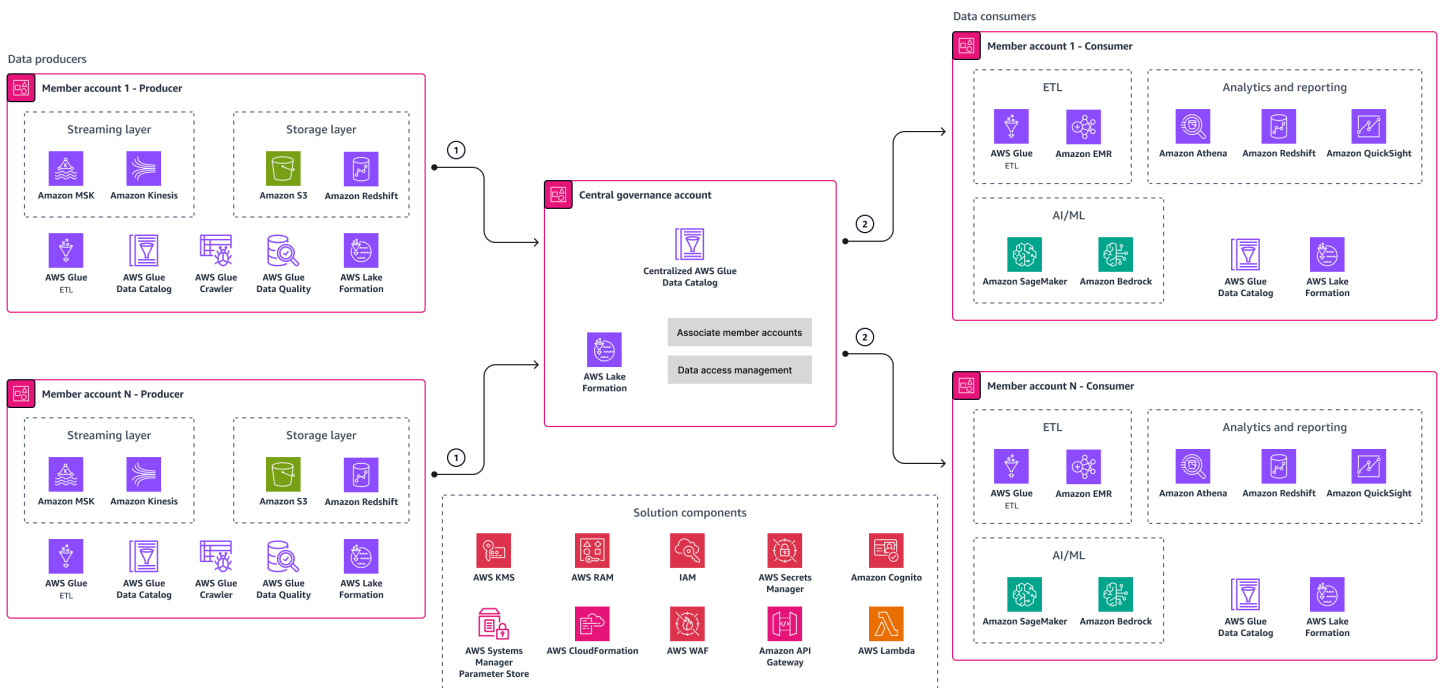 Data producers
Member account 1 - Producer
Streaming layer
Amazon MSK
Amazon Kinesis
Storage layer
Amazon S3
Amazon Redshift
AWS Glue
ETL
AWS Glue
Data Catalog
AWS Glue
Crawler
AWS Glue
Data Quality
AWS Lake
Formation
1
Member account N - Producer
Streaming layer
Amazon MSK
Amazon Kinesis
Storage layer
Amazon S3
Amazon Redshift
AWS Glue
ETL
AWS Glue
Data Catalog
AWS Glue
Crawler
AWS Glue
Data Quality
AWS Lake
Formation
1
Central governance account
Centralized AWS Glue
Data Catalog
AWS Lake
Formation
Associate member accounts
Data access management
2
2
Solution components
AWS KMS
AWS RAM
IAM
AWS Secrets
Manager
Amazon Cognito
AWS Systems
Manager
Parameter Store
AWS CloudFormation
AWS WAF
Amazon API
Gateway
AWS Lambda
Data consumers
Member account 1 - Consumer
ETL
AWS Glue
ETL
Amazon EMR
Analytics and reporting
Amazon Athena
Amazon Redshift
Amazon QuickSight
AI/ML
Amazon SageMaker
Amazon Bedrock
AWS Glue
Data Catalog
AWS Lake
Formation
Member account N - Consumer
ETL
AWS Glue
ETL
Amazon EMR
Analytics and reporting
Amazon Athena
Amazon Redshift
Amazon QuickSight
AI/ML
Amazon SageMaker
Amazon Bedrock
AWS Glue
Data Catalog
AWS Lake
Formation